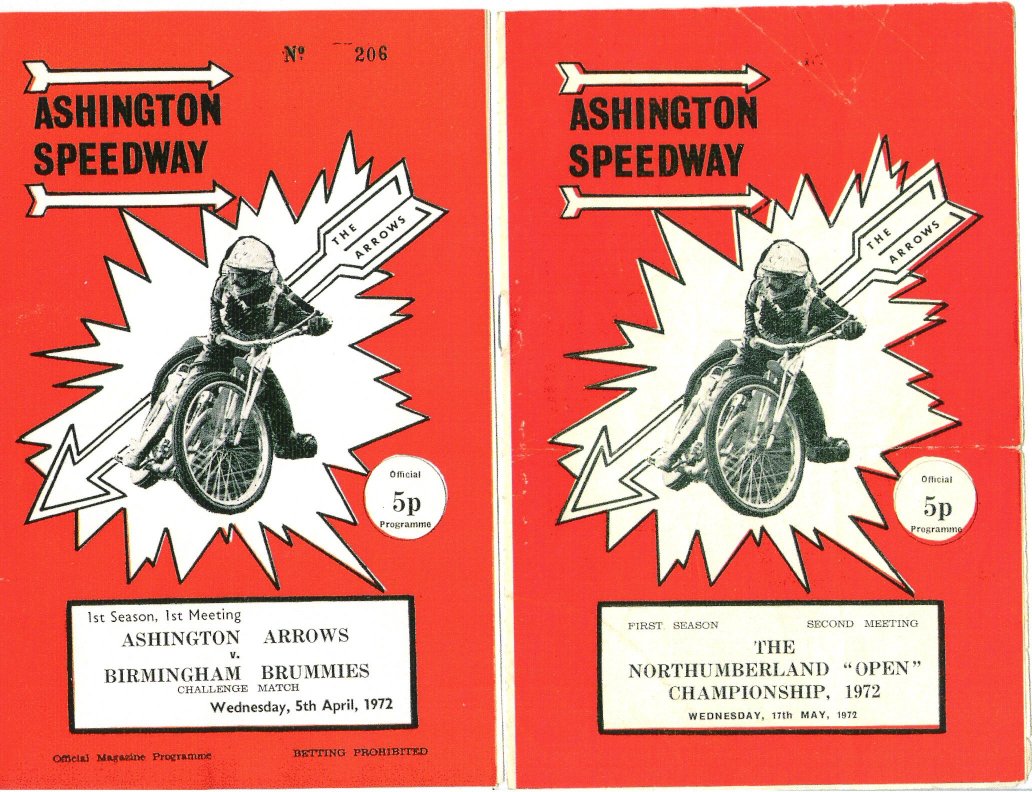 Nº 206
ASHINGTON
SPEEDWAY
THE
ARROWS
Official
5p
Programme
1st Season, 1st Meeting
ASHINGTON ARROWS
v.
BIRMINGHAM BRUMMIES
CHALLENGE MATCH
Wednesday, 5th April, 1972
Official Magazine Programme
BETTING PROHIBITED
ASHINGTON
SPEEDWAY
THE
ARROWS
Official
5p
Programme
FIRST SEASON SECOND MEETING
THE
NORTHUMBERLAND “OPEN”
CHAMPIONSHIP, 1972
WEDNESDAY, 17th MAY, 1972